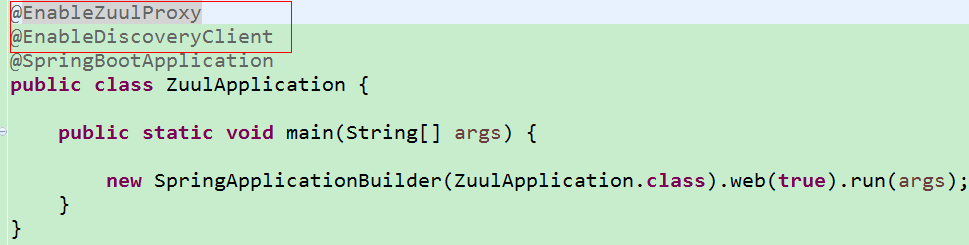 @EnableZuulProxy
@EnableDiscoveryClient
@SpringBootApplication
public class ZuulApplication {
public static void main(String[] args) {
new SpringApplicationBuilder(ZuulApplication.class).web(true).run(args);
}
}